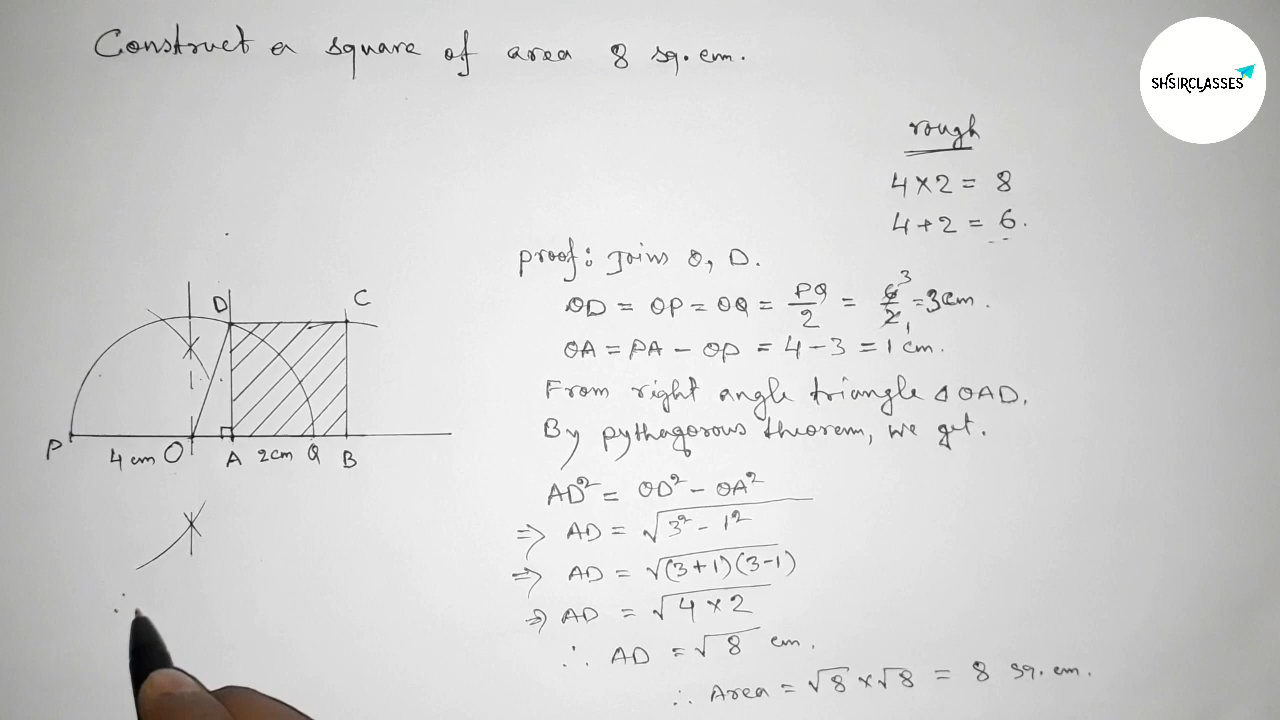 Construct a square of area 8 sq.cm.
SHSIRCLASSES
rough
4×2 = 8
4+2 = 6.
proof: Joins O, D.
OD = OP = OQ = PQ/2 = 6/2 = 3cm.
OA = PA - OP = 4-3 = 1 cm.
From right angle triangle △OAD,
By pythagorous theorem, we get.
AD² = OD² - OA²
⇒ AD = √3² - 1²
⇒ AD = √(3+1)(3-1)
⇒ AD = √4×2
∴ AD = √8 cm.
∴ Area = √8 × √8 = 8 sq.cm.
D C
P 4cm O A 2cm Q B